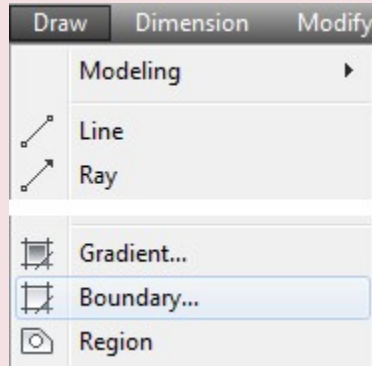 Draw Dimension Modify
Modeling
Line
Ray
Gradient...
Boundary...
Region